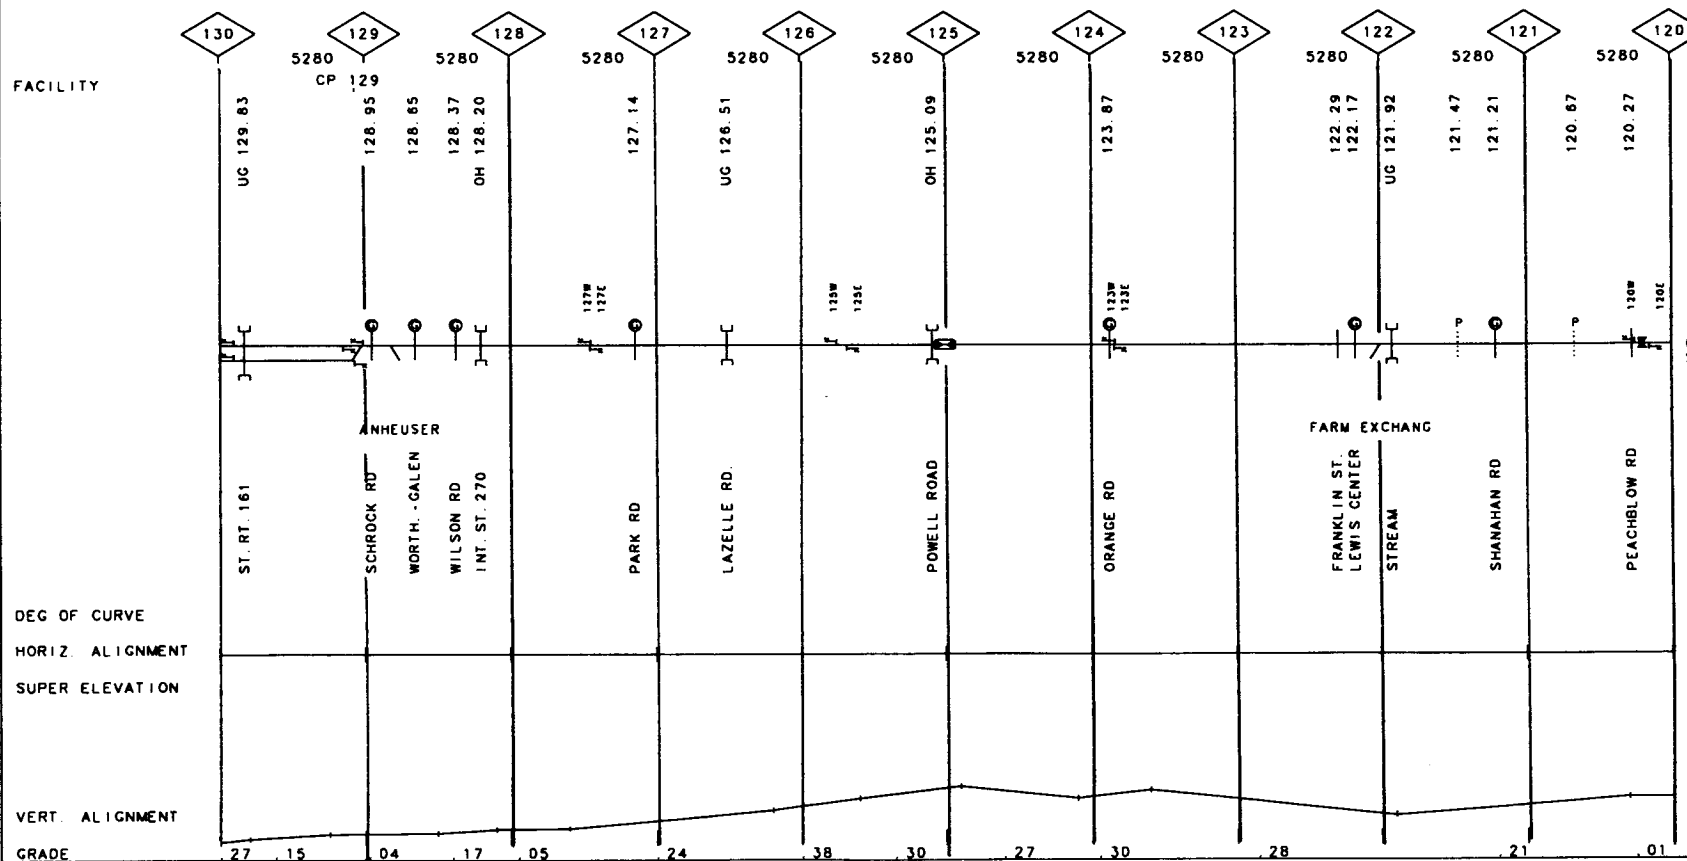 130 129 128 127 126 125 124 123 122 121 120
5280 5280 5280 5280 5280 5280 5280 5280 5280
FACILITY
CP 129
UG 129.83
128.95
128.65
128.37
OH 128.20
127.14
UG 126.51
OH 125.09
123.87
122.29
122.17
UG 121.92
121.47
121.21
120.67
120.27
127W
127E
125W
125E
123W
123E
120W
120E
G G G G G G G
P P
ANHEUSER
FARM EXCHANG
ST. RT. 161
SCHROCK RD
WORTH.-GALEN
WILSON RD
INT. ST. 270
PARK RD
LAZELLE RD.
POWELL ROAD
ORANGE RD
FRANKLIN ST.
LEWIS CENTER
STREAM
SHANAHAN RD
PEACHBLOW RD
DEG OF CURVE
HORIZ. ALIGNMENT
SUPER ELEVATION
VERT. ALIGNMENT
GRADE .27 .15 .04 .17 .05 .24 .38 .30 .27 .30 .28 .21 .01